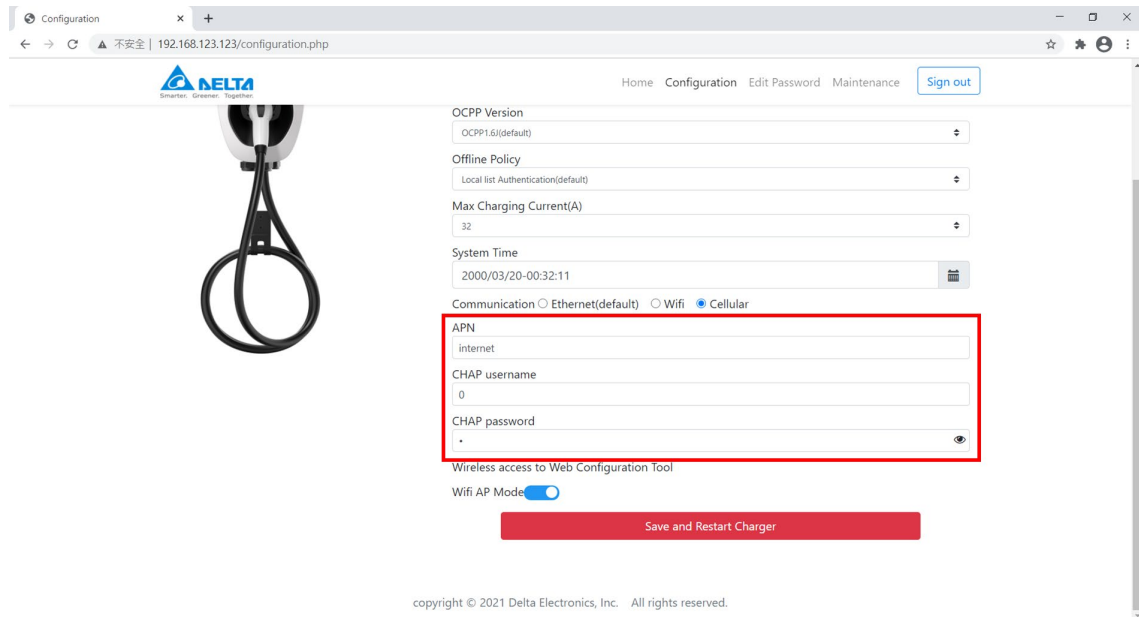 Configuration
不安全 | 192.168.123.123/configuration.php
DELTA
Smarter. Greener. Together.
Home Configuration Edit Password Maintenance Sign out
OCPP Version
OCPP1.6J(default)
Offline Policy
Local list Authentication(default)
Max Charging Current(A)
32
System Time
2000/03/20-00:32:11
Communication Ethernet(default) Wifi Cellular
APN
internet
CHAP username
0
CHAP password
Wireless access to Web Configuration Tool
Wifi AP Mode
Save and Restart Charger
copyright © 2021 Delta Electronics, Inc. All rights reserved.